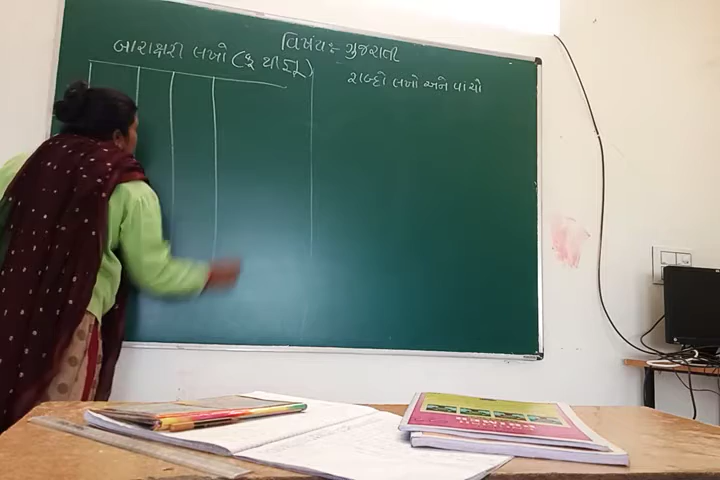 વિષય:- ગુજરાતી
બારાક્ષરી લખો
શબ્દો લખો અને વાંચો